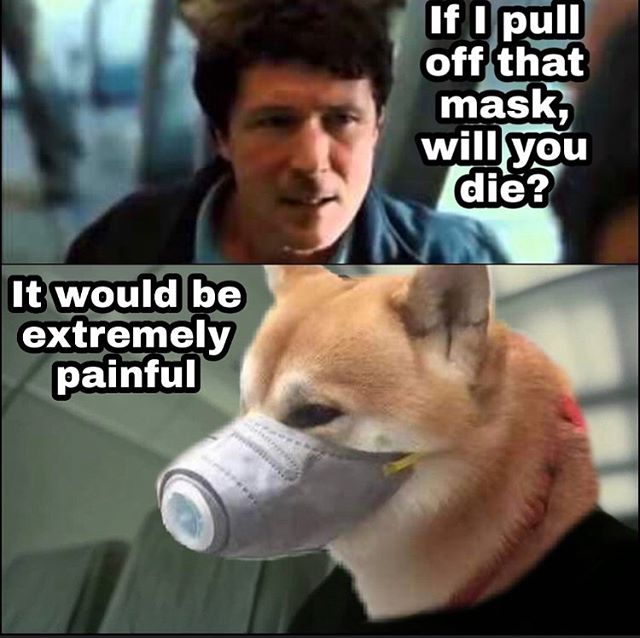 If I pull
off that
mask,
will you
die?
It would be
extremely
painful